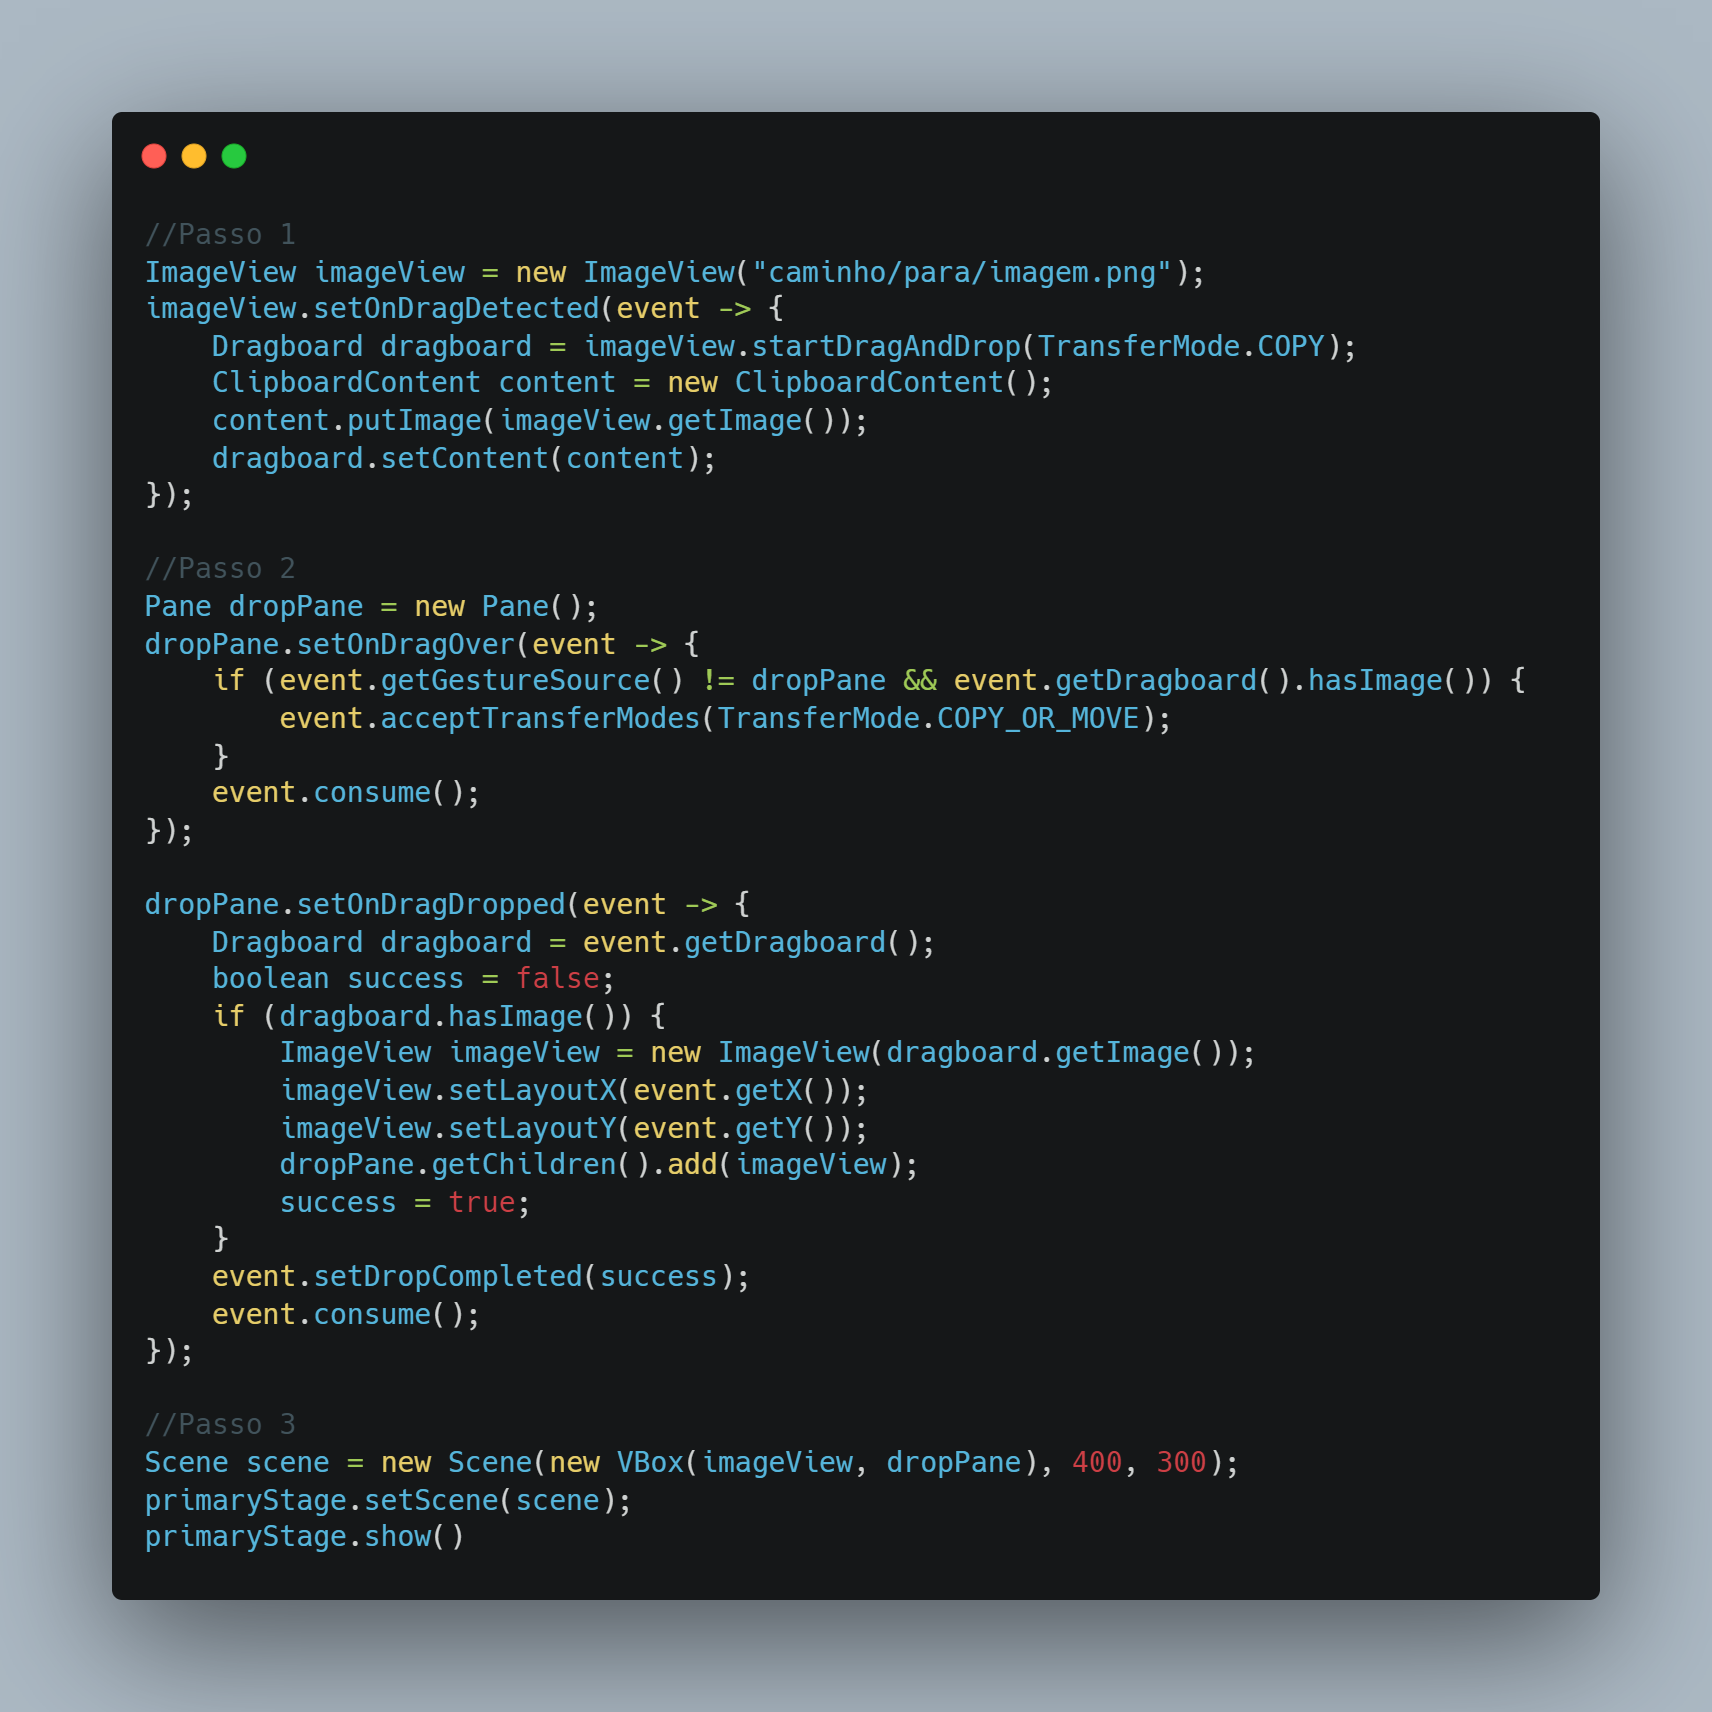 //Passo 1
ImageView imageView = new ImageView("caminho/para/imagem.png");
imageView.setOnDragDetected(event -> {
    Dragboard dragboard = imageView.startDragAndDrop(TransferMode.COPY);
    ClipboardContent content = new ClipboardContent();
    content.putImage(imageView.getImage());
    dragboard.setContent(content);
});

//Passo 2
Pane dropPane = new Pane();
dropPane.setOnDragOver(event -> {
    if (event.getGestureSource() != dropPane && event.getDragboard().hasImage()) {
        event.acceptTransferModes(TransferMode.COPY_OR_MOVE);
    }
    event.consume();
});

dropPane.setOnDragDropped(event -> {
    Dragboard dragboard = event.getDragboard();
    boolean success = false;
    if (dragboard.hasImage()) {
        ImageView imageView = new ImageView(dragboard.getImage());
        imageView.setLayoutX(event.getX());
        imageView.setLayoutY(event.getY());
        dropPane.getChildren().add(imageView);
        success = true;
    }
    event.setDropCompleted(success);
    event.consume();
});

//Passo 3
Scene scene = new Scene(new VBox(imageView, dropPane), 400, 300);
primaryStage.setScene(scene);
primaryStage.show()